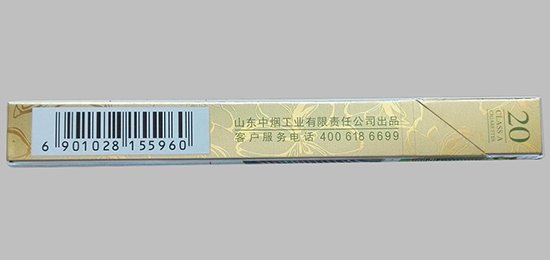 6 901028 155960
山东中烟工业有限责任公司出品
客户服务电话 400 618 6699
20
CLASS A
CIGARETTES